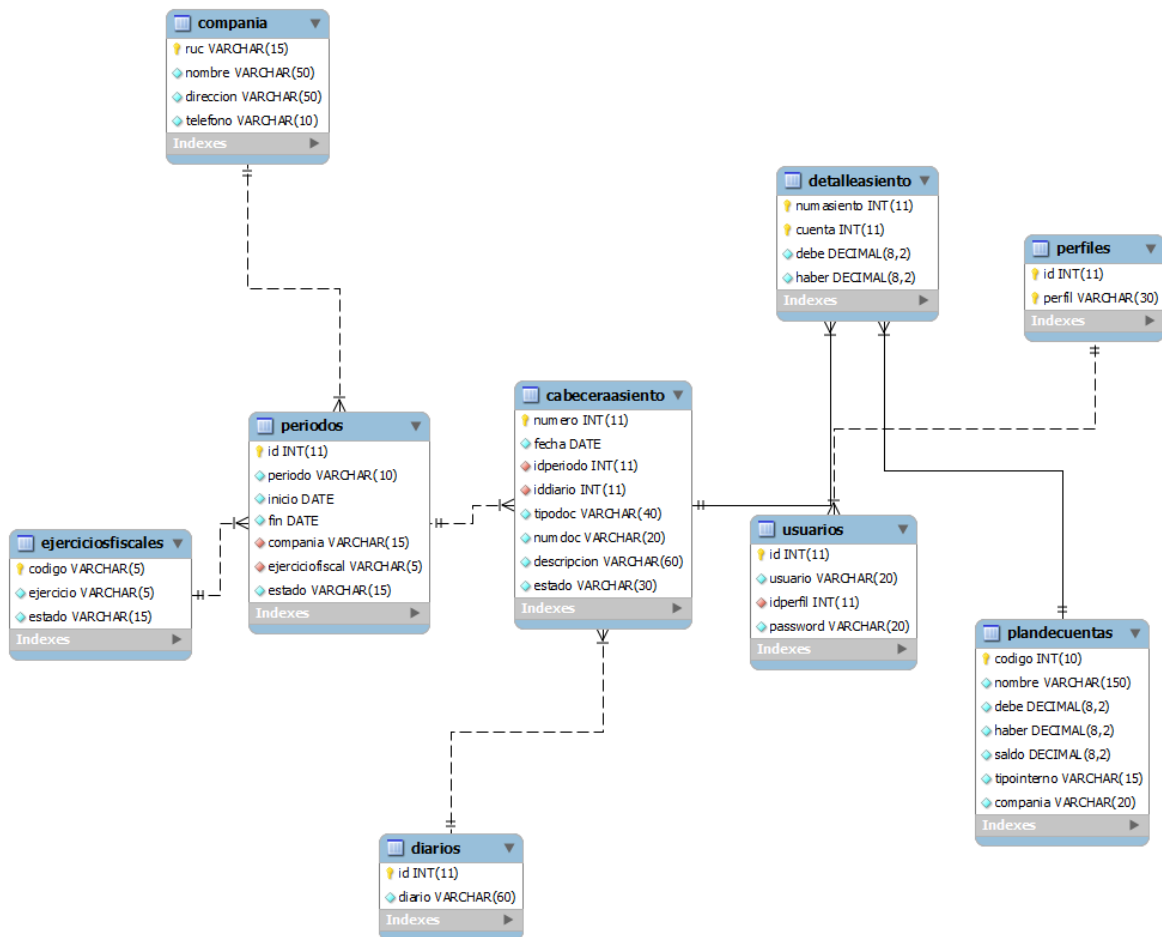 compania
ruc VARCHAR(15)
nombre VARCHAR(50)
direccion VARCHAR(50)
telefono VARCHAR(10)
Indexes
detalleasiento
numasiento INT(11)
cuenta INT(11)
debe DECIMAL(8,2)
haber DECIMAL(8,2)
Indexes
perfiles
id INT(11)
perfil VARCHAR(30)
Indexes
cabeceraasiento
numero INT(11)
fecha DATE
idperiodo INT(11)
iddiario INT(11)
tipodoc VARCHAR(40)
numdoc VARCHAR(20)
descripcion VARCHAR(60)
estado VARCHAR(30)
Indexes
periodos
id INT(11)
periodo VARCHAR(10)
inicio DATE
fin DATE
compania VARCHAR(15)
ejerciciofiscal VARCHAR(5)
estado VARCHAR(15)
Indexes
ejerciciosfiscales
codigo VARCHAR(5)
ejercicio VARCHAR(5)
estado VARCHAR(15)
Indexes
usuarios
id INT(11)
usuario VARCHAR(20)
idperfil INT(11)
password VARCHAR(20)
Indexes
plandecuentas
codigo INT(10)
nombre VARCHAR(150)
debe DECIMAL(8,2)
haber DECIMAL(8,2)
saldo DECIMAL(8,2)
tipointerno VARCHAR(15)
compania VARCHAR(20)
Indexes
diarios
id INT(11)
diario VARCHAR(60)
Indexes